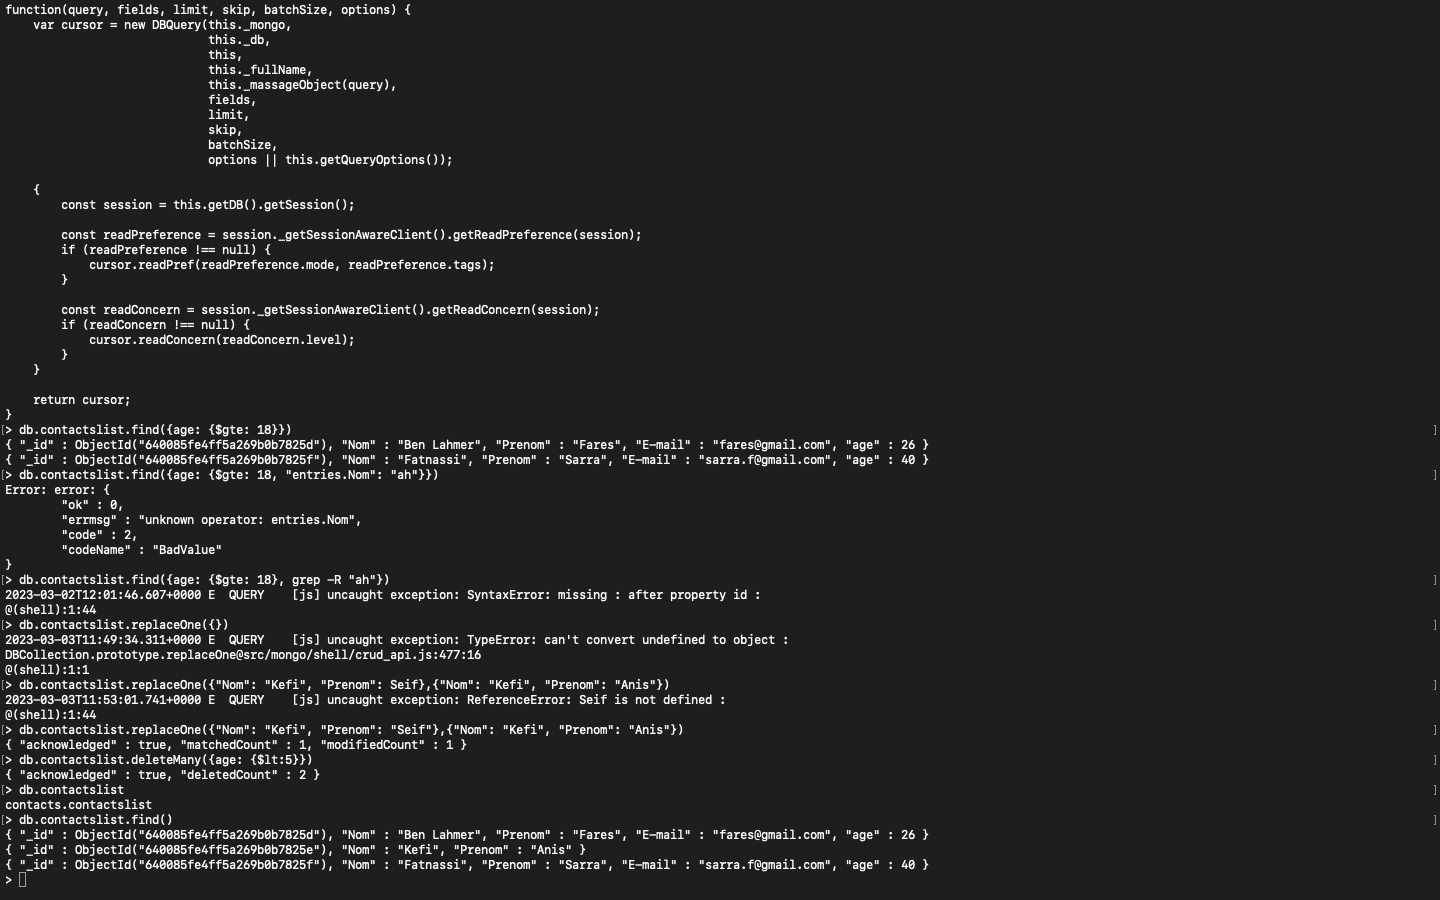 function(query, fields, limit, skip, batchSize, options) {
    var cursor = new DBQuery(this._mongo,
                             this._db,
                             this,
                             this._fullName,
                             this._massageObject(query),
                             fields,
                             limit,
                             skip,
                             batchSize,
                             options || this.getQueryOptions());

    {
        const session = this.getDB().getSession();

        const readPreference = session._getSessionAwareClient().getReadPreference(session);
        if (readPreference !== null) {
            cursor.readPref(readPreference.mode, readPreference.tags);
        }

        const readConcern = session._getSessionAwareClient().getReadConcern(session);
        if (readConcern !== null) {
            cursor.readConcern(readConcern.level);
        }
    }

    return cursor;
}
[> db.contactslist.find({age: {$gte: 18}}) ]
{ "_id" : ObjectId("640085fe4ff5a269b0b7825d"), "Nom" : "Ben Lahmer", "Prenom" : "Fares", "E-mail" : "fares@gmail.com", "age" : 26 }
{ "_id" : ObjectId("640085fe4ff5a269b0b7825f"), "Nom" : "Fatnassi", "Prenom" : "Sarra", "E-mail" : "sarra.f@gmail.com", "age" : 40 }
[> db.contactslist.find({age: {$gte: 18, "entries.Nom": "ah"}}) ]
Error: error: {
        "ok" : 0,
        "errmsg" : "unknown operator: entries.Nom",
        "code" : 2,
        "codeName" : "BadValue"
}
[> db.contactslist.find({age: {$gte: 18}, grep -R "ah"}) ]
2023-03-02T12:01:46.607+0000 E  QUERY    [js] uncaught exception: SyntaxError: missing : after property id :
@(shell):1:44
[> db.contactslist.replaceOne({}) ]
2023-03-03T11:49:34.311+0000 E  QUERY    [js] uncaught exception: TypeError: can't convert undefined to object :
DBCollection.prototype.replaceOne@src/mongo/shell/crud_api.js:477:16
@(shell):1:1
[> db.contactslist.replaceOne({"Nom": "Kefi", "Prenom": Seif},{"Nom": "Kefi", "Prenom": "Anis"}) ]
2023-03-03T11:53:01.741+0000 E  QUERY    [js] uncaught exception: ReferenceError: Seif is not defined :
@(shell):1:44
[> db.contactslist.replaceOne({"Nom": "Kefi", "Prenom": "Seif"},{"Nom": "Kefi", "Prenom": "Anis"}) ]
{ "acknowledged" : true, "matchedCount" : 1, "modifiedCount" : 1 }
[> db.contactslist.deleteMany({age: {$lt:5}}) ]
{ "acknowledged" : true, "deletedCount" : 2 }
[> db.contactslist ]
contacts.contactslist
[> db.contactslist.find() ]
{ "_id" : ObjectId("640085fe4ff5a269b0b7825d"), "Nom" : "Ben Lahmer", "Prenom" : "Fares", "E-mail" : "fares@gmail.com", "age" : 26 }
{ "_id" : ObjectId("640085fe4ff5a269b0b7825e"), "Nom" : "Kefi", "Prenom" : "Anis" }
{ "_id" : ObjectId("640085fe4ff5a269b0b7825f"), "Nom" : "Fatnassi", "Prenom" : "Sarra", "E-mail" : "sarra.f@gmail.com", "age" : 40 }
>